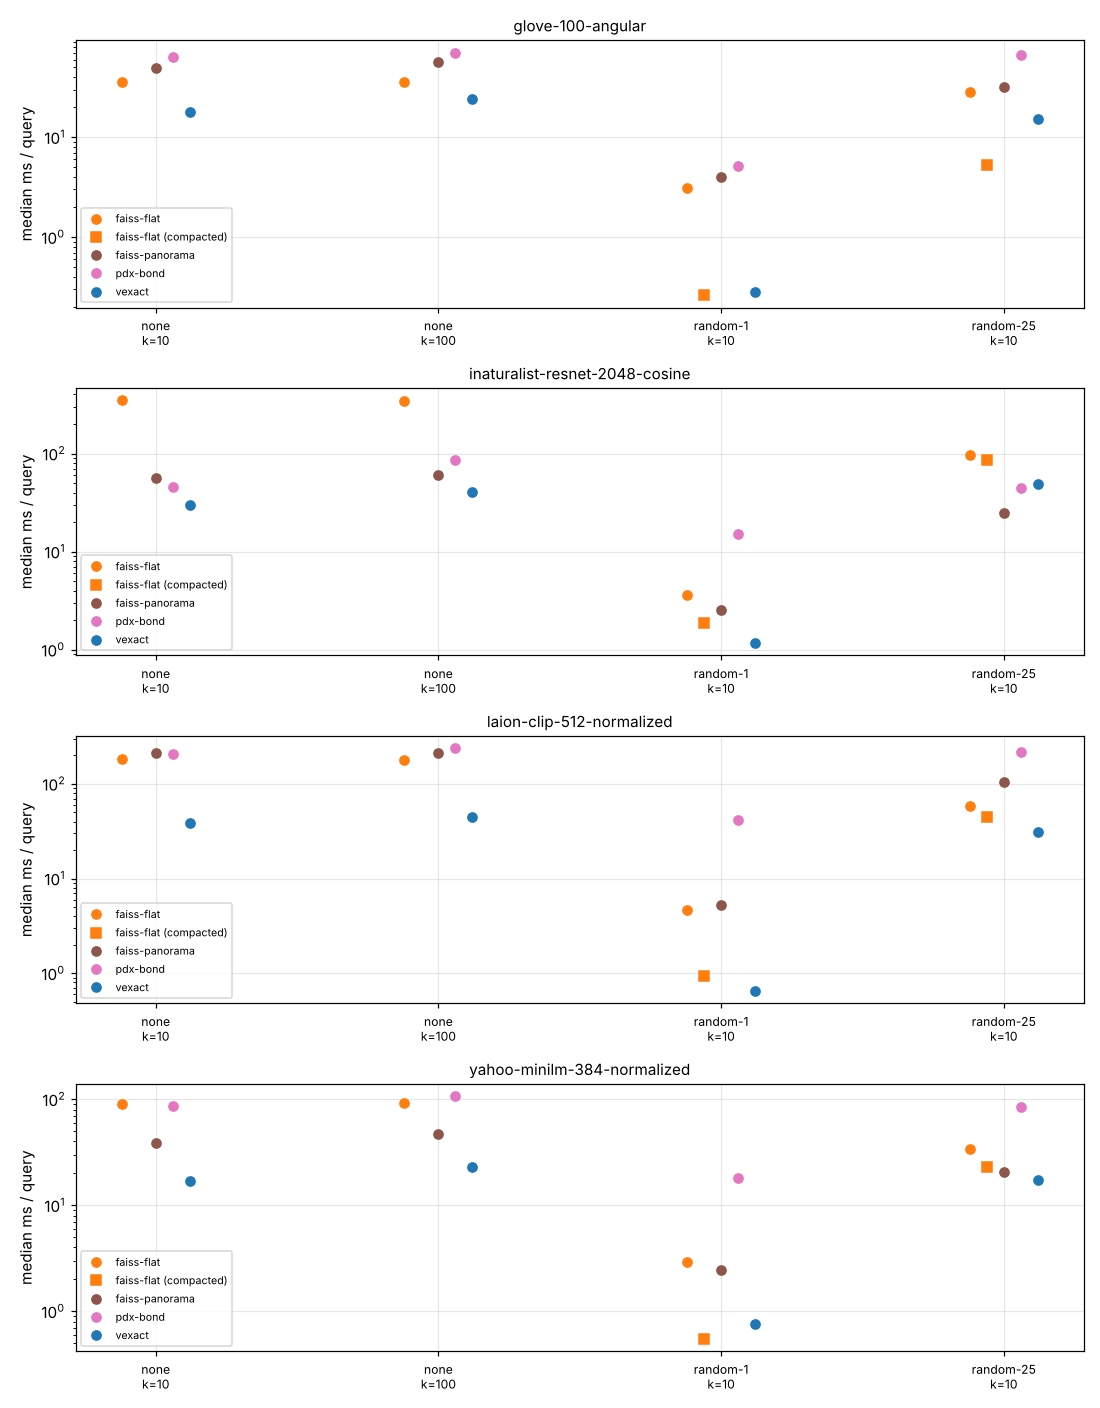 glove-100-angular
median ms / query
10¹
10⁰
faiss-flat
faiss-flat (compacted)
faiss-panorama
pdx-bond
vexact
none
k=10
none
k=100
random-1
k=10
random-25
k=10
inaturalist-resnet-2048-cosine
median ms / query
10²
10¹
10⁰
faiss-flat
faiss-flat (compacted)
faiss-panorama
pdx-bond
vexact
none
k=10
none
k=100
random-1
k=10
random-25
k=10
laion-clip-512-normalized
median ms / query
10²
10¹
10⁰
faiss-flat
faiss-flat (compacted)
faiss-panorama
pdx-bond
vexact
none
k=10
none
k=100
random-1
k=10
random-25
k=10
yahoo-minilm-384-normalized
median ms / query
10²
10¹
10⁰
faiss-flat
faiss-flat (compacted)
faiss-panorama
pdx-bond
vexact
none
k=10
none
k=100
random-1
k=10
random-25
k=10